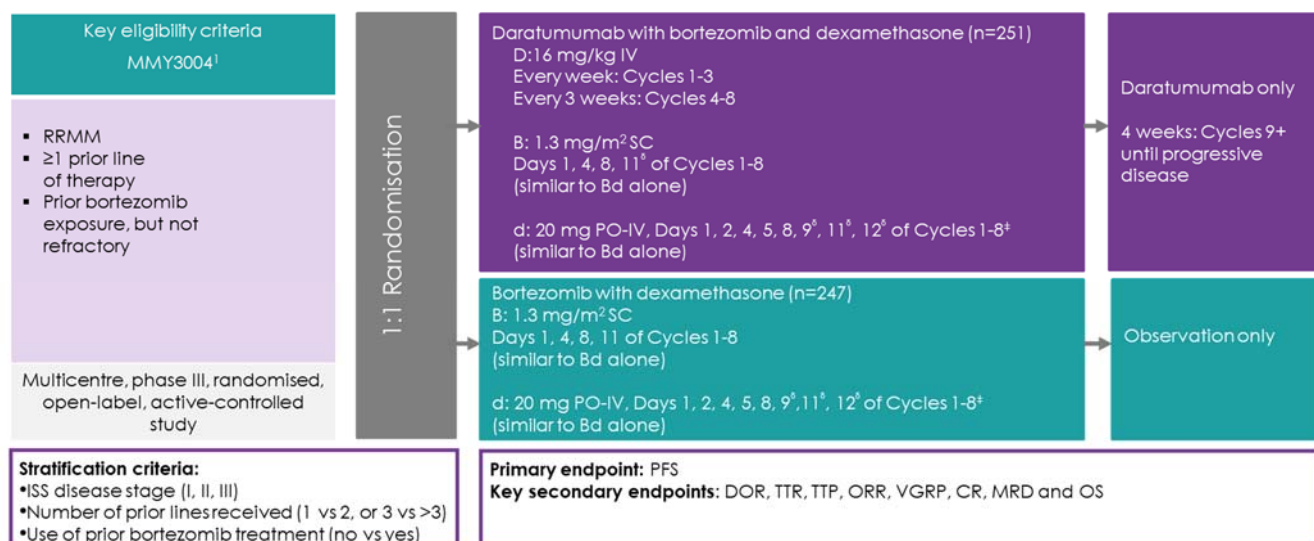 Key eligibility criteria
MMY3004¹
▪ RRMM
▪ ≥1 prior line
of therapy
▪ Prior bortezomib
exposure, but not
refractory
Multicentre, phase III, randomised,
open-label, active-controlled
study
1:1 Randomisation
Daratumumab with bortezomib and dexamethasone (n=251)
D:16 mg/kg IV
Every week: Cycles 1-3
Every 3 weeks: Cycles 4-8
B: 1.3 mg/m² SC
Days 1, 4, 8, 11⁶ of Cycles 1-8
(similar to Bd alone)
d: 20 mg PO-IV, Days 1, 2, 4, 5, 8, 9⁶, 11⁶, 12⁶ of Cycles 1-8‡
(similar to Bd alone)
Daratumumab only
4 weeks: Cycles 9+
until progressive
disease
Bortezomib with dexamethasone (n=247)
B: 1.3 mg/m² SC
Days 1, 4, 8, 11 of Cycles 1-8
(similar to Bd alone)
d: 20 mg PO-IV, Days 1, 2, 4, 5, 8, 9⁶,11⁶, 12⁶ of Cycles 1-8‡
(similar to Bd alone)
Observation only
Stratification criteria:
•ISS disease stage (I, II, III)
•Number of prior lines received (1 vs 2, or 3 vs >3)
•Use of prior bortezomib treatment (no vs yes)
Primary endpoint: PFS
Key secondary endpoints: DOR, TTR, TTP, ORR, VGRP, CR, MRD and OS